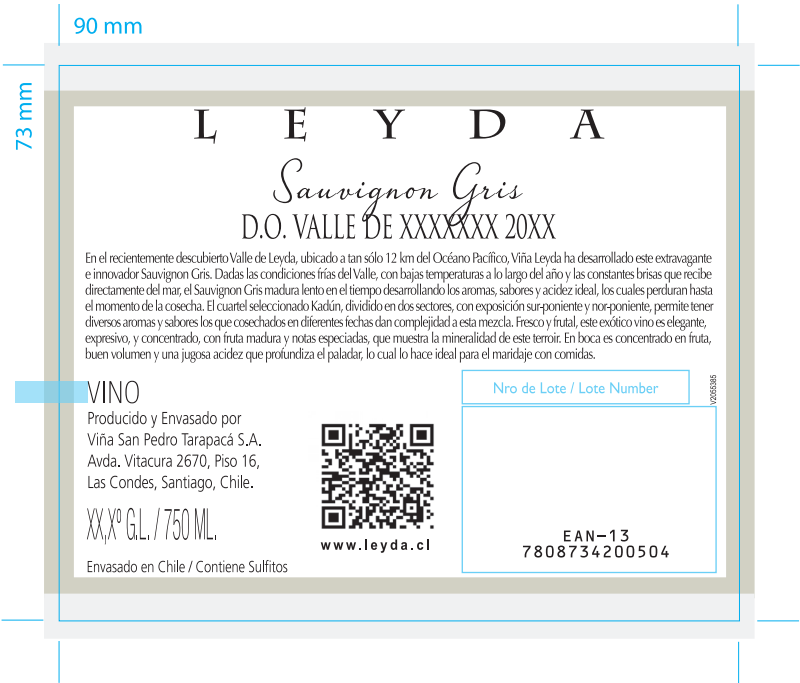 90 mm
73 mm
LEYDA
Sauvignon Gris
D.O. VALLE DE XXXXXXX 20XX
En el recientemente descubierto Valle de Leyda, ubicado a tan sólo 12 km del Océano Pacífico, Viña Leyda ha desarrollado este extravagante
e innovador Sauvignon Gris. Dadas las condiciones frías del Valle, con bajas temperaturas a lo largo del año y las constantes brisas que recibe
directamente del mar, el Sauvignon Gris madura lento en el tiempo desarrollando los aromas, sabores y acidez ideal, los cuales perduran hasta
el momento de la cosecha. El cuartel seleccionado Kadún, dividido en dos sectores, con exposición sur-poniente y nor-poniente, permite tener
diversos aromas y sabores los que cosechados en diferentes fechas dan complejidad a esta mezcla. Fresco y frutal, este exótico vino es elegante,
expresivo, y concentrado, con fruta madura y notas especiadas, que muestra la mineralidad de este terroir. En boca es concentrado en fruta,
buen volumen y una jugosa acidez que profundiza el paladar, lo cual lo hace ideal para el maridaje con comidas.
VINO
Producido y Envasado por
Viña San Pedro Tarapacá S.A.
Avda. Vitacura 2670, Piso 16,
Las Condes, Santiago, Chile.
XX,Xº G.L. / 750 ML.
Envasado en Chile / Contiene Sulfitos
www.leyda.cl
Nro de Lote / Lote Number
V2055385
EAN-13
7808734200504